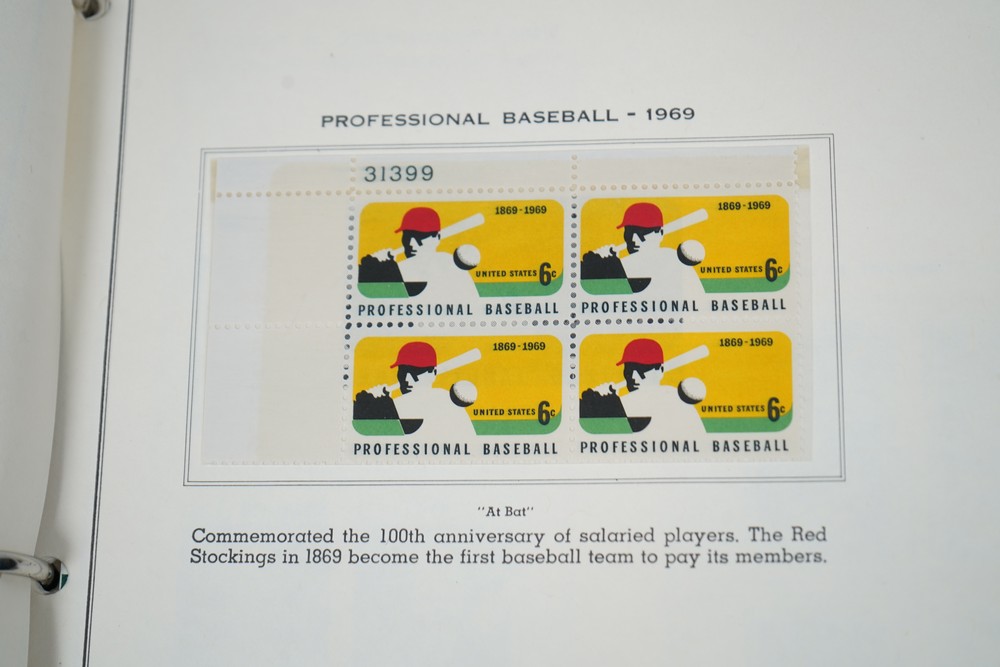 PROFESSIONAL BASEBALL - 1969
31399
1869-1969
UNITED STATES 6c
PROFESSIONAL BASEBALL
1869-1969
UNITED STATES 6c
PROFESSIONAL BASEBALL
1869-1969
UNITED STATES 6c
PROFESSIONAL BASEBALL
1869-1969
UNITED STATES 6c
PROFESSIONAL BASEBALL
"At Bat"
Commemorated the 100th anniversary of salaried players. The Red
Stockings in 1869 become the first baseball team to pay its members.